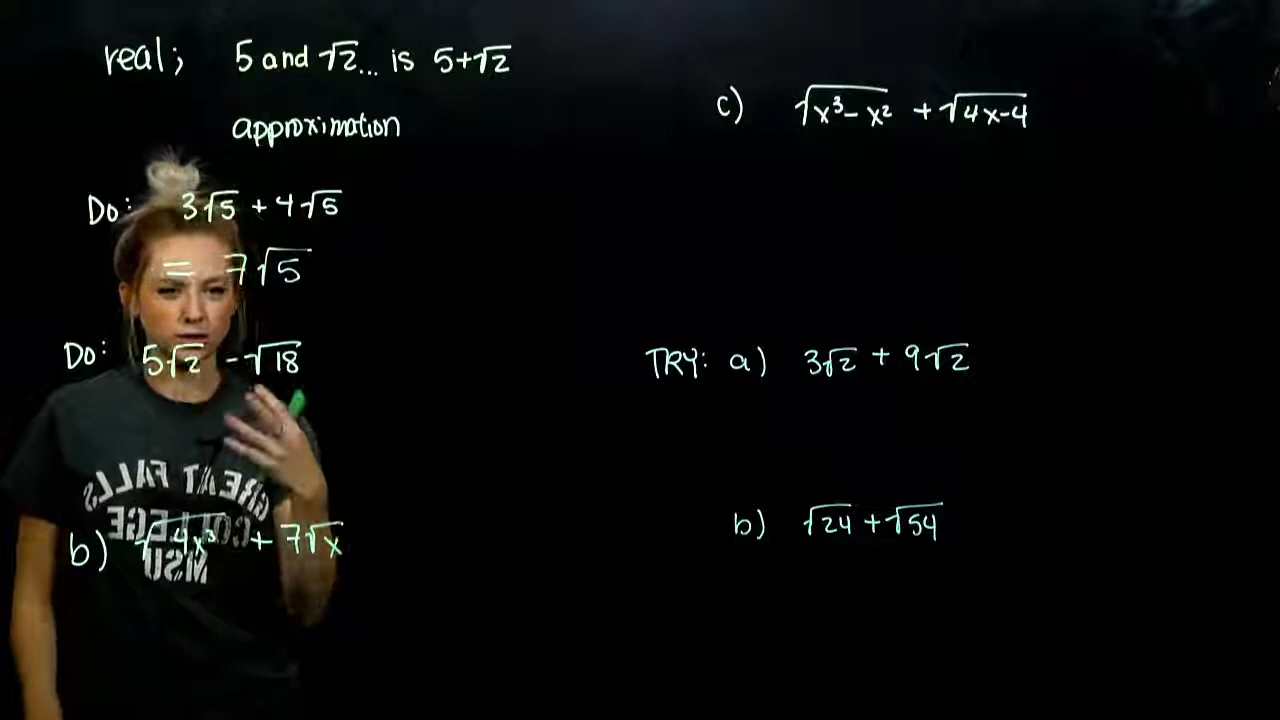 real; 5 and √2... is 5+√2
approximation
Do: 3√5 + 4√5
= 7√5
Do: 5√2 - √18
GREAT FALLS
COLLEGE
MSU
b) √4x³ + 7√x
c) √x³-x² + √4x-4
TRY: a) 3√2 + 9√2
b) √24 + √54